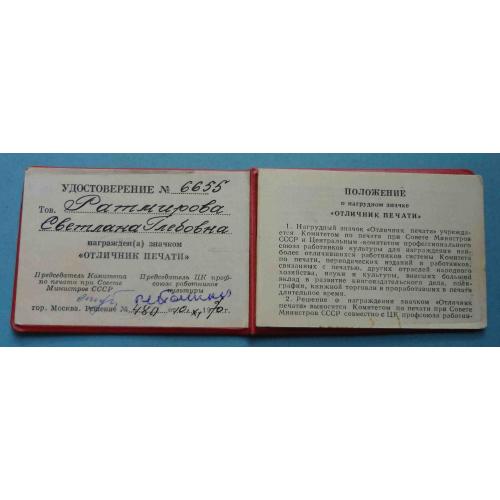 УДОСТОВЕРЕНИЕ № 6655
Тов. Ратмирова
Светлана Глебовна
награжден(а) значком
«ОТЛИЧНИК ПЕЧАТИ»
Председатель Комитета
по печати при Совете
Министров СССР
Председатель ЦК проф-
союза работников
культуры
гор. Москва. Решение № 480 10 XI 1970 г.
ПОЛОЖЕНИЕ
о нагрудном значке
«ОТЛИЧНИК ПЕЧАТИ»
1. Нагрудный значок «Отличник печати» учрежда-
ется Комитетом по печати при Совете Министров
СССР и Центральным комитетом профессионального
союза работников культуры для награждения наи-
более отличившихся работников системы Комитета
по печати, периодических изданий и работников,
связанных с печатью, других отраслей народного
хозяйства, науки и культуры, внесших большой
вклад в развитие книгоиздательского дела, поли-
графии, книжной торговли и проработавших в печати
длительное время.
2. Решение о награждении значком «Отличник
печати» выносится Комитетом по печати при Совете
Министров СССР совместно с ЦК профсоюза работни-